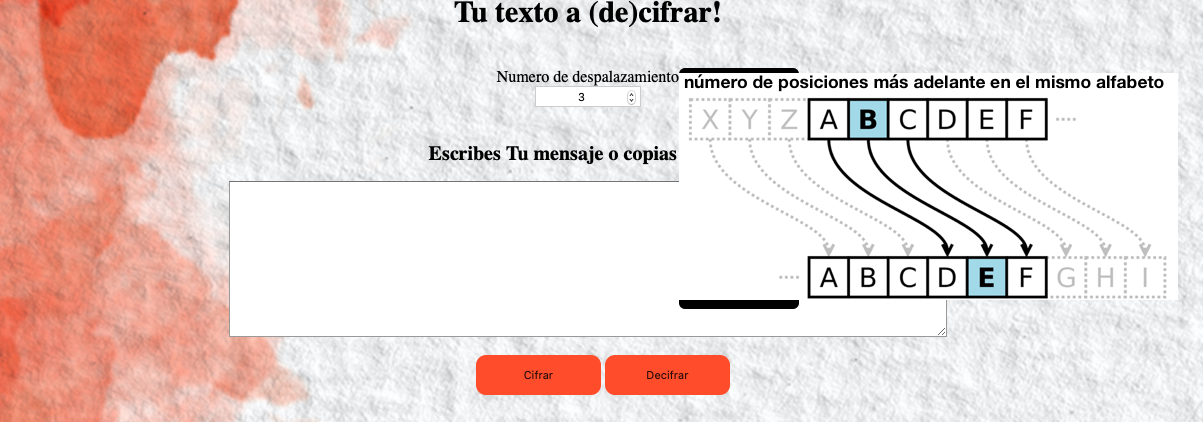 Tu texto a (de)cifrar!
Numero de despalazamiento
3
número de posiciones más adelante en el mismo alfabeto
X Y Z A B C D E F ....
Escribes Tu mensaje o copias
.... A B C D E F G H I
Cifrar Decifrar